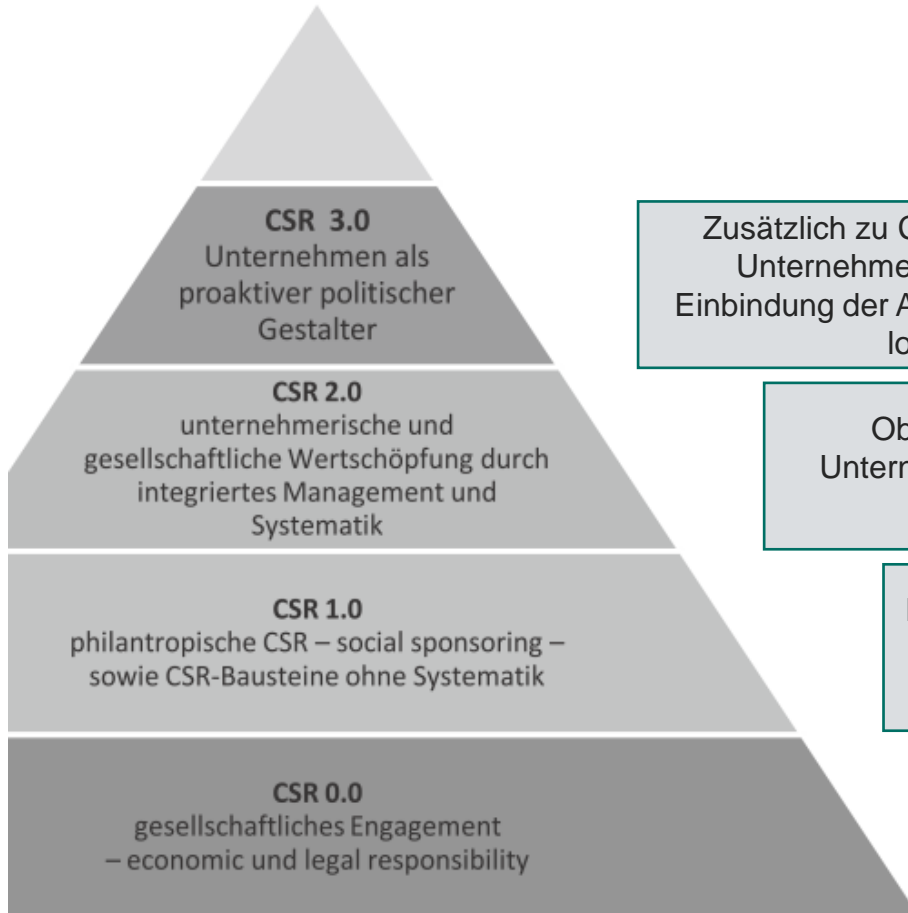 CSR 3.0
Unternehmen als
proaktiver politischer
Gestalter
CSR 2.0
unternehmerische und
gesellschaftliche Wertschöpfung durch
integriertes Management und
Systematik
CSR 1.0
philantropische CSR – social sponsoring –
sowie CSR-Bausteine ohne Systematik
CSR 0.0
gesellschaftliches Engagement
– economic und legal responsibility
Zusätzlich zu
Einbindung der